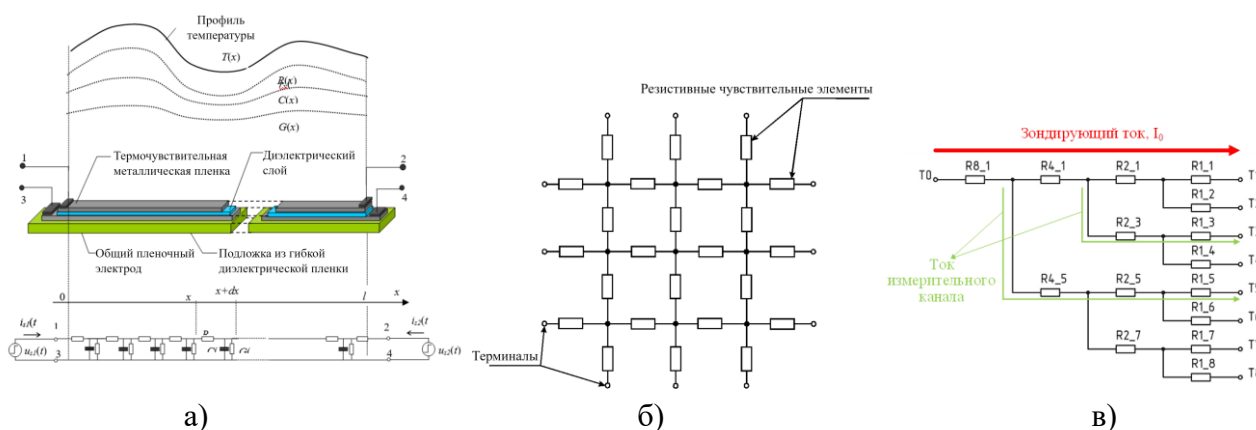 Профиль
температуры
T(x)
R(x)
C(x)
G(x)
1
2
3
4
Термочувствительная
металлическая пленка
Диэлектрический
слой
Общий пленочный
электрод
Подложка из гибкой
диэлектрической пленки
0
x
x+dx
l
x
1
2
3
4
uг2(t)
а)
Резистивные чувствительные элементы
Терминалы
б)
Зондирующий ток, I0
T0
R8_1
R4_1
R2_1
R1_1
R1_2
R2_3
R1_3
R1_4
Ток
измерительного
канала
R4_5
R2_5
R1_5
R1_6
R2_7
R1_7
R1_8
в)